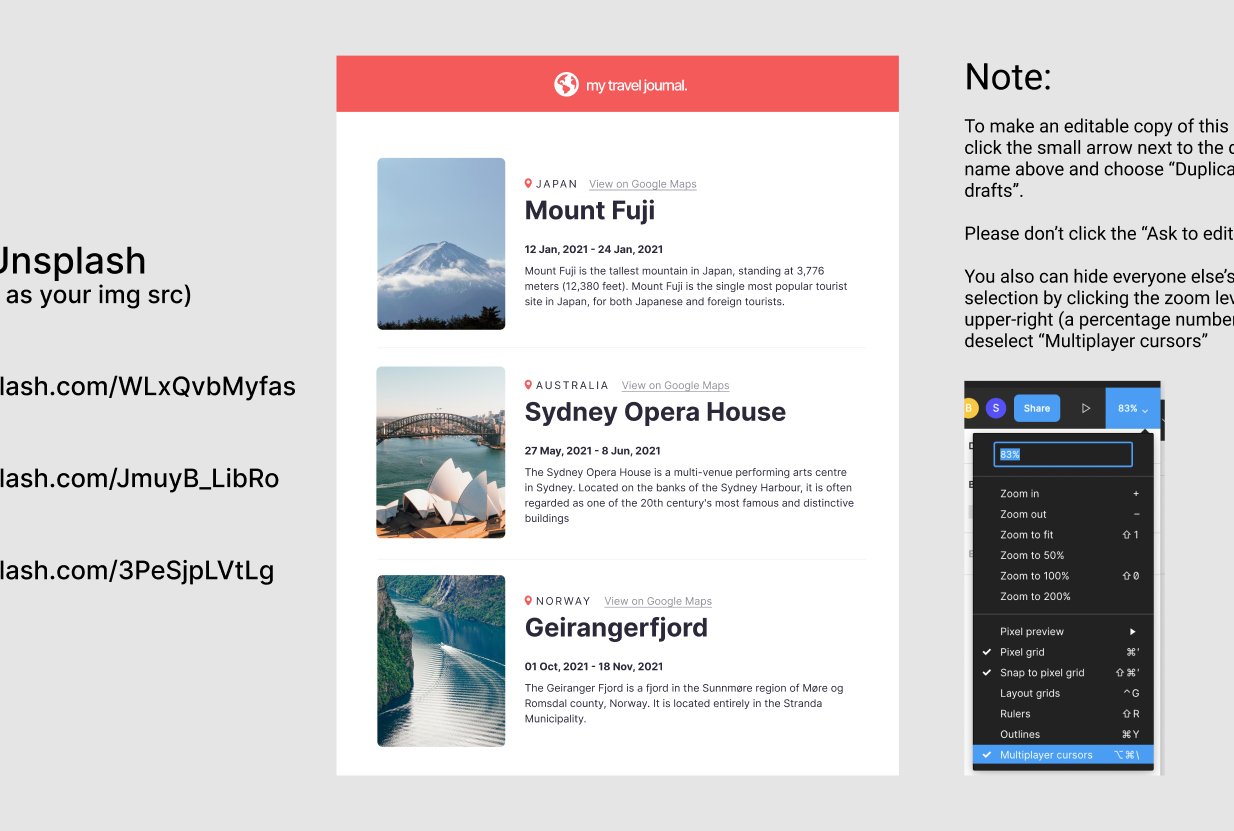 Unsplash
as your img src)
lash.com/WLxQvbMyfas
lash.com/JmuyB_LibRo
lash.com/3PeSjpLVtLg
my travel journal.
JAPAN View on Google Maps
Mount Fuji
12 Jan, 2021 - 24 Jan, 2021
Mount Fuji is the tallest mountain in Japan, standing at 3,776
meters (12,380 feet). Mount Fuji is the single most popular tourist
site in Japan, for both Japanese and foreign tourists.
AUSTRALIA View on Google Maps
Sydney Opera House
27 May, 2021 - 8 Jun, 2021
The Sydney Opera House is a multi-venue performing arts centre
in Sydney. Located on the banks of the Sydney Harbour, it is often
regarded as one of the 20th century's most famous and distinctive
buildings
NORWAY View on Google Maps
Geirangerfjord
01 Oct, 2021 - 18 Nov, 2021
The Geiranger Fjord is a fjord in the Sunnmøre region of Møre og
Romsdal county, Norway. It is located entirely in the Stranda
Municipality.
Note:
To make an editable copy of this
click the small arrow next to the
name above and choose “Duplica
drafts”.
Please don’t click the “Ask to edit
You also can hide everyone else’s
selection by clicking the zoom lev
upper-right (a percentage number
deselect “Multiplayer cursors”
B S Share 83%
83%
Zoom in +
Zoom out −
Zoom to fit ⇧1
Zoom to 50%
Zoom to 100% ⇧0
Zoom to 200%
Pixel preview
Pixel grid ⌘'
Snap to pixel grid ⇧⌘'
Layout grids ^G
Rulers ⇧R
Outlines ⌘Y
Multiplayer cursors ⌥⌘\